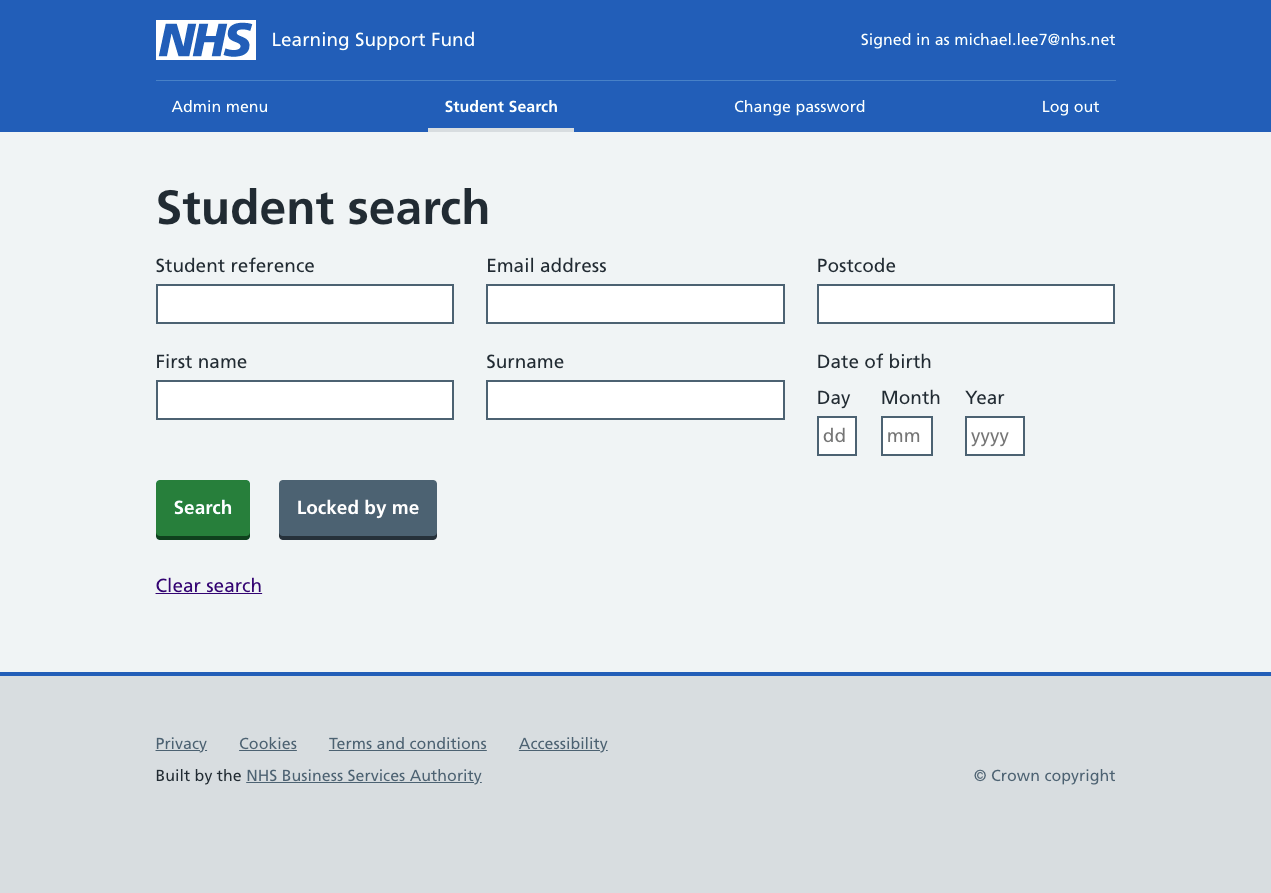 NHS Learning Support Fund
Signed in as michael.lee7@nhs.net
Admin menu
Student Search
Change password
Log out
Student search
Student reference
Email address
Postcode
First name
Surname
Date of birth
Day
Month
Year
dd
mm
yyyy
Search
Locked by me
Clear search
Privacy
Cookies
Terms and conditions
Accessibility
Built by the NHS Business Services Authority
© Crown copyright